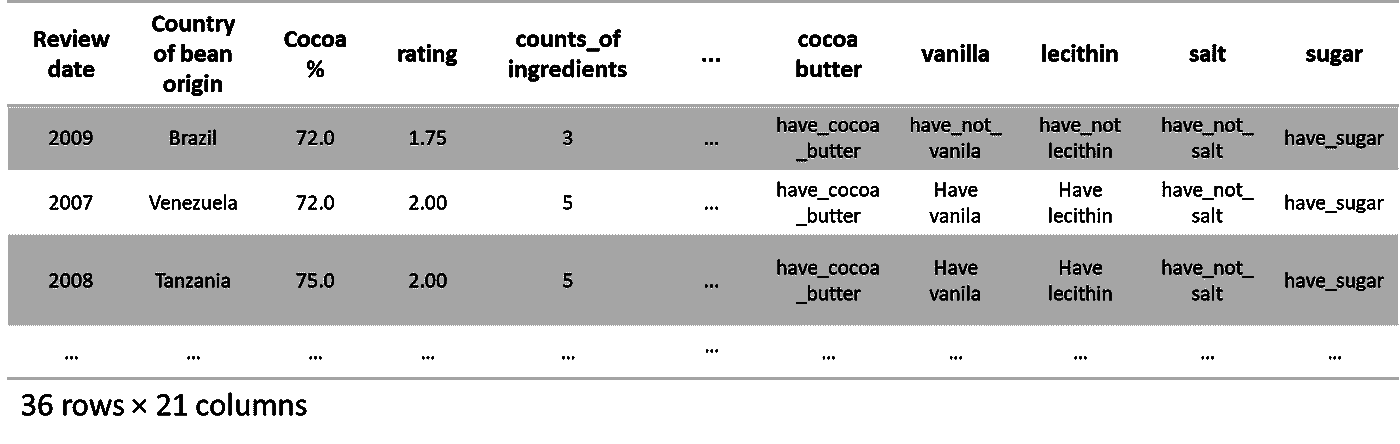 Review date Country of bean origin Cocoa % rating counts_of ingredients ... cocoa butter vanilla lecithin salt sugar
2009 Brazil 72.0 1.75 3 ... have_cocoa _butter have_not_ vanila have_not lecithin have_not_ salt have_sugar
2007 Venezuela 72.0 2.00 5 ... have_cocoa _butter Have vanila Have lecithin have_not_ salt have_sugar
2008 Tanzania 75.0 2.00 5 ... have_cocoa _butter Have vanila Have lecithin have_not_ salt have_sugar
... ... ... ... ... ... ... ... ... ... ...
36 rows × 21 columns